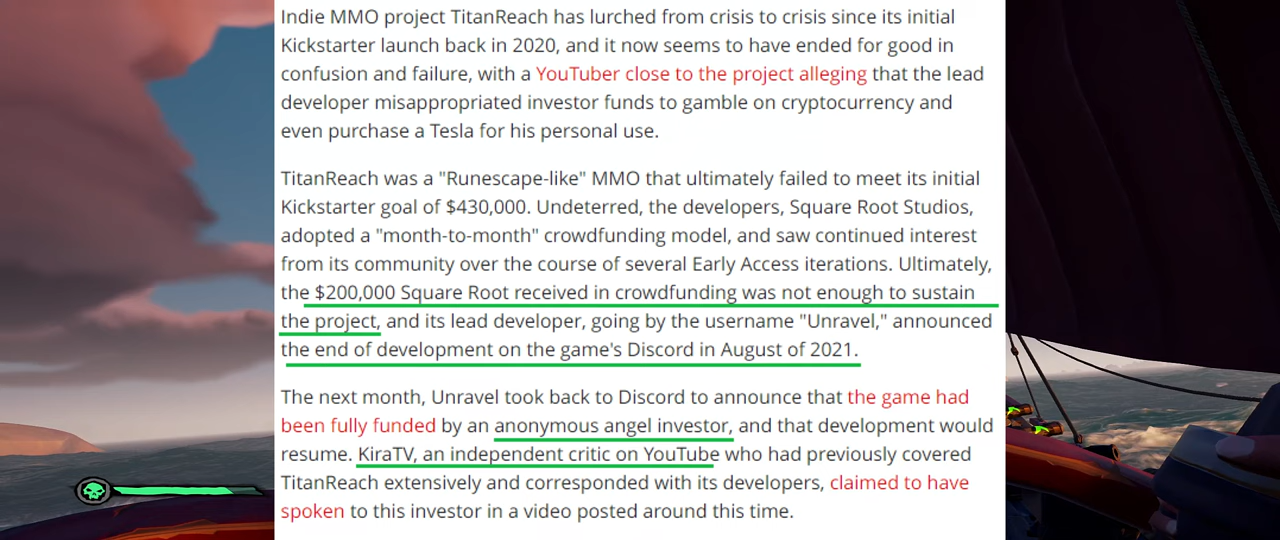 Indie MMO project TitanReach has lurched from crisis to crisis since its initial
Kickstarter launch back in 2020, and it now seems to have ended for good in
confusion and failure, with a YouTuber close to the project alleging that the lead
developer misappropriated investor funds to gamble on cryptocurrency and
even purchase a Tesla for his personal use.
TitanReach was a "Runescape-like" MMO that ultimately failed to meet its initial
Kickstarter goal of $430,000. Undeterred, the developers, Square Root Studios,
adopted a "month-to-month" crowdfunding model, and saw continued interest
from its community over the course of several Early Access iterations. Ultimately,
the $200,000 Square Root received in crowdfunding was not enough to sustain
the project, and its lead developer, going by the username "Unravel," announced
the end of development on the game's Discord in August of 2021.
The next month, Unravel took back to Discord to announce that the game had
been fully funded by an anonymous angel investor, and that development would
resume. KiraTV, an independent critic on YouTube who had previously covered
TitanReach extensively and corresponded with its developers, claimed to have
spoken to this investor in a video posted around this time.